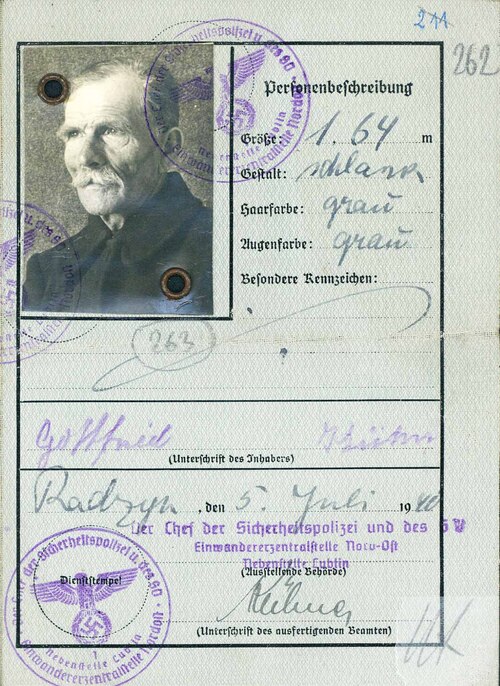 211
262
Personenbeschreibung
Größe: 1.64 m
Gestalt: schlank
Haarfarbe: grau
Augenfarbe: grau
Besondere Kennzeichen:
263
Gottfried
(Unterschrift des Inhabers)
Radzyn, den 5. Juli 1940
Der Chef der Sicherheitspolizei und des SD
Einwandererzentralstelle Nord-Ost
Nebenstelle Lublin
Dienststempel
(Ausstellende Behörde)
(Unterschrift des ausfertigenden Beamten)